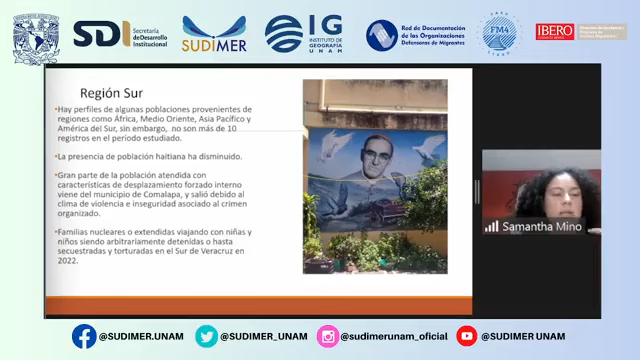 SDI
Secretaría
de Desarrollo
Institucional
SUDIMER
IG
INSTITUTO DE
GEOGRAFÍA
UNAM
Red de Documentación
de las Organizaciones
Defensoras de Migrantes
FM4
IBERO
Región Sur
•Hay perfiles de algunas poblaciones provenientes de
regiones como África, Medio Oriente, Asia Pacífico y
América del Sur, sin embargo, no son más de 10
registros en el periodo estudiado.
•La presencia de población haitiana ha disminuido.
•Gran parte de la población atendida con
características de desplazamiento forzado interno
viene del municipio de Comalapa, y salió debido al
clima de violencia e inseguridad asociado al crimen
organizado.
•Familias nucleares o extendidas viajando con niñas y
niños siendo arbitrariamente detenidas o hasta
secuestradas y torturadas en el Sur de Veracruz en
2022.
Samantha Mino
@SUDIMER.UNAM
@SUDIMER_UNAM
@sudimerunam_oficial
@SUDIMER UNAM